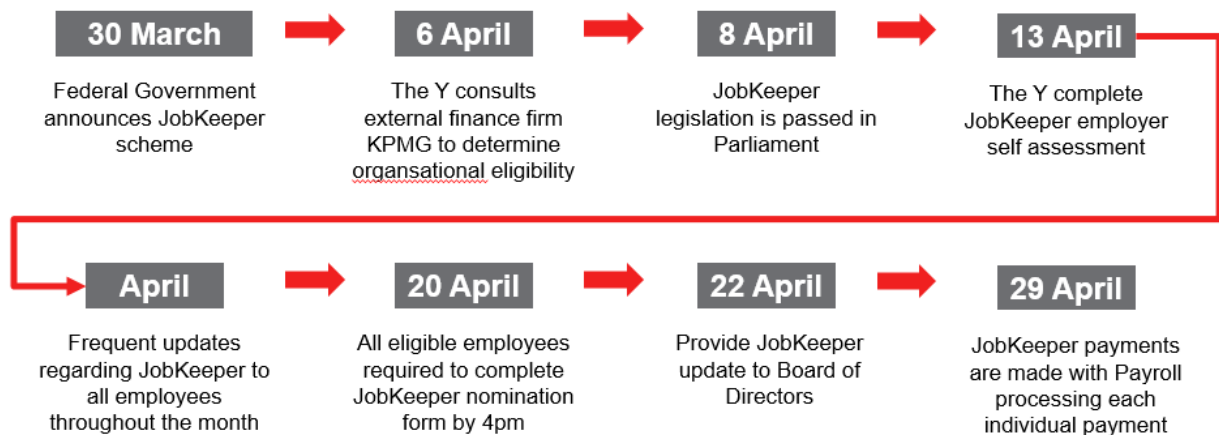 30 March
Federal Government
announces JobKeeper
scheme
6 April
The Y consults
external finance firm
KPMG to determine
organsational eligibility
8 April
JobKeeper
legislation is passed in
Parliament
13 April
The Y complete
JobKeeper employer
self assessment
April
Frequent updates
regarding JobKeeper to
all employees
throughout the month
20 April
All eligible employees
required to complete
JobKeeper nomination
form by 4pm
22 April
Provide JobKeeper
update to Board of
Directors
29 April
JobKeeper payments
are made with Payroll
processing each
individual payment